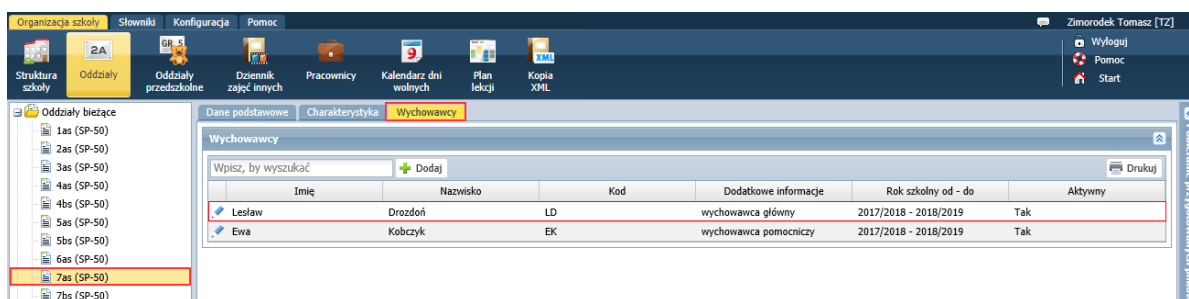 Organizacja szkoły Słowniki Konfiguracja Pomoc Zimorodek Tomasz [TZ]
2A GR_5 9 XML
Struktura szkoły Oddziały Oddziały przedszkolne Dziennik zajęć innych Pracownicy Kalendarz dni wolnych Plan lekcji Kopia XML
Wyloguj
Pomoc
Start
Oddziały bieżące
1as (SP-50)
2as (SP-50)
3as (SP-50)
4as (SP-50)
4bs (SP-50)
5as (SP-50)
5bs (SP-50)
6as (SP-50)
7as (SP-50)
7bs (SP-50)
Dane podstawowe Charakterystyka Wychowawcy
Wychowawcy
Wpisz, by wyszukać Dodaj Drukuj
Imię Nazwisko Kod Dodatkowe informacje Rok szkolny od - do Aktywny
Lesław Drozdoń LD wychowawca główny 2017/2018 - 2018/2019 Tak
Ewa Kobczyk EK wychowawca pomocniczy 2017/2018 - 2018/2019 Tak